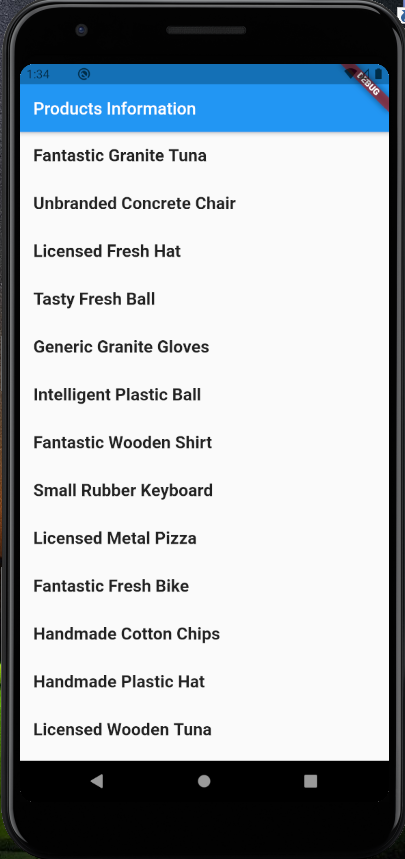 1:34
DEBUG
Products Information
Fantastic Granite Tuna
Unbranded Concrete Chair
Licensed Fresh Hat
Tasty Fresh Ball
Generic Granite Gloves
Intelligent Plastic Ball
Fantastic Wooden Shirt
Small Rubber Keyboard
Licensed Metal Pizza
Fantastic Fresh Bike
Handmade Cotton Chips
Handmade Plastic Hat
Licensed Wooden Tuna